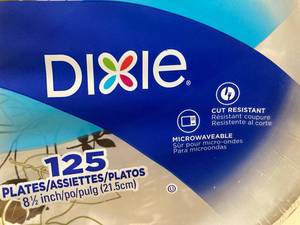 DIXIE®
CUT RESISTANT
Résistant coupure
Resistente al corte
MICROWAVEABLE
Sûr pour micro-ondes
Para microondas
125
PLATES/ASSIETTES/PLATOS
8½ inch/po/pulg (21.5cm)
U